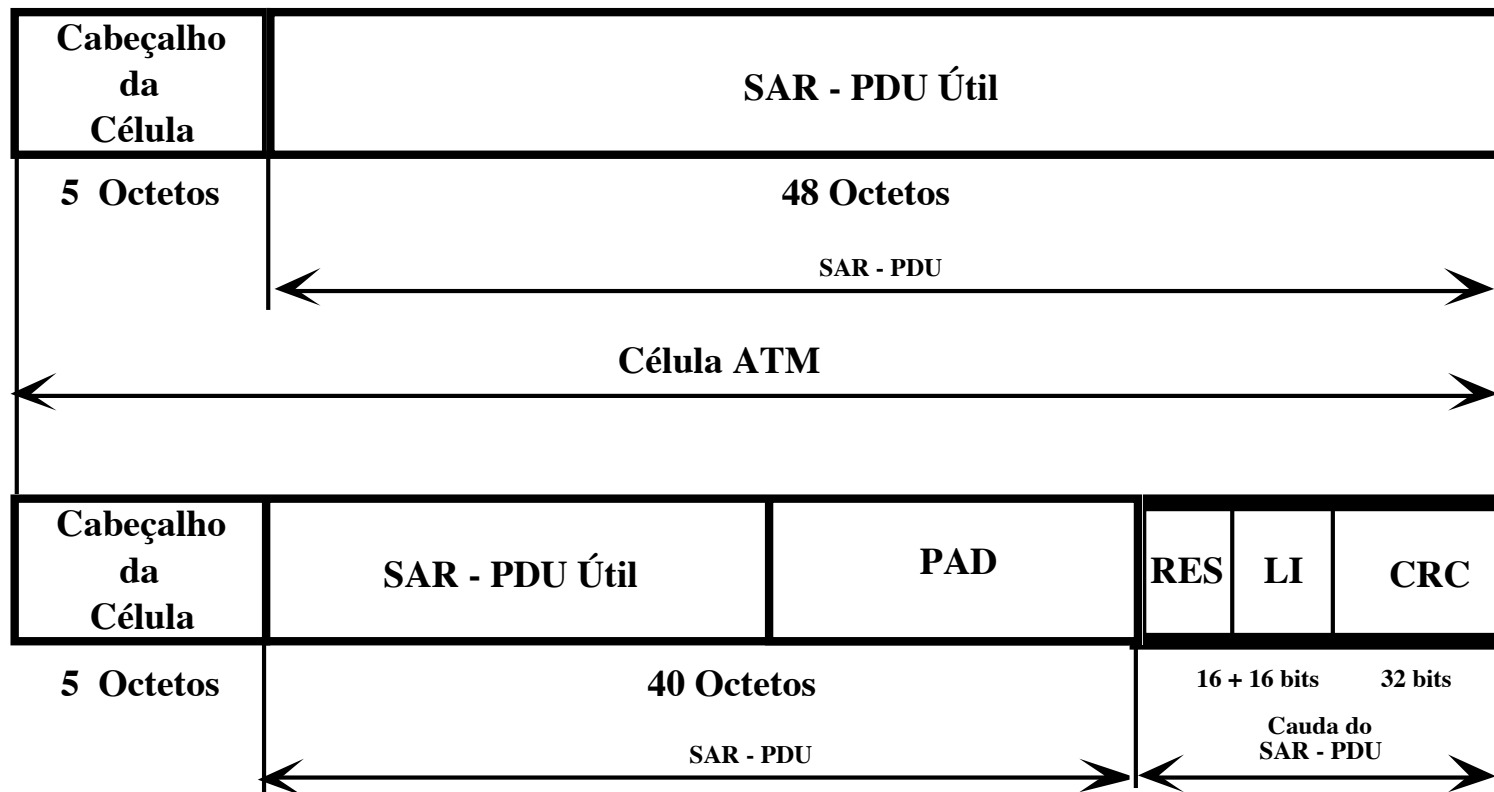 Cabeçalho
da
Célula
SAR - PDU Útil
5 Octetos
48 Octetos
SAR - PDU
Célula ATM
Cabeçalho
da
Célula
SAR - PDU Útil
PAD
RES
LI
CRC
5 Octetos
40 Octetos
16 + 16 bits
32 bits
SAR - PDU
Cauda do
SAR - PDU